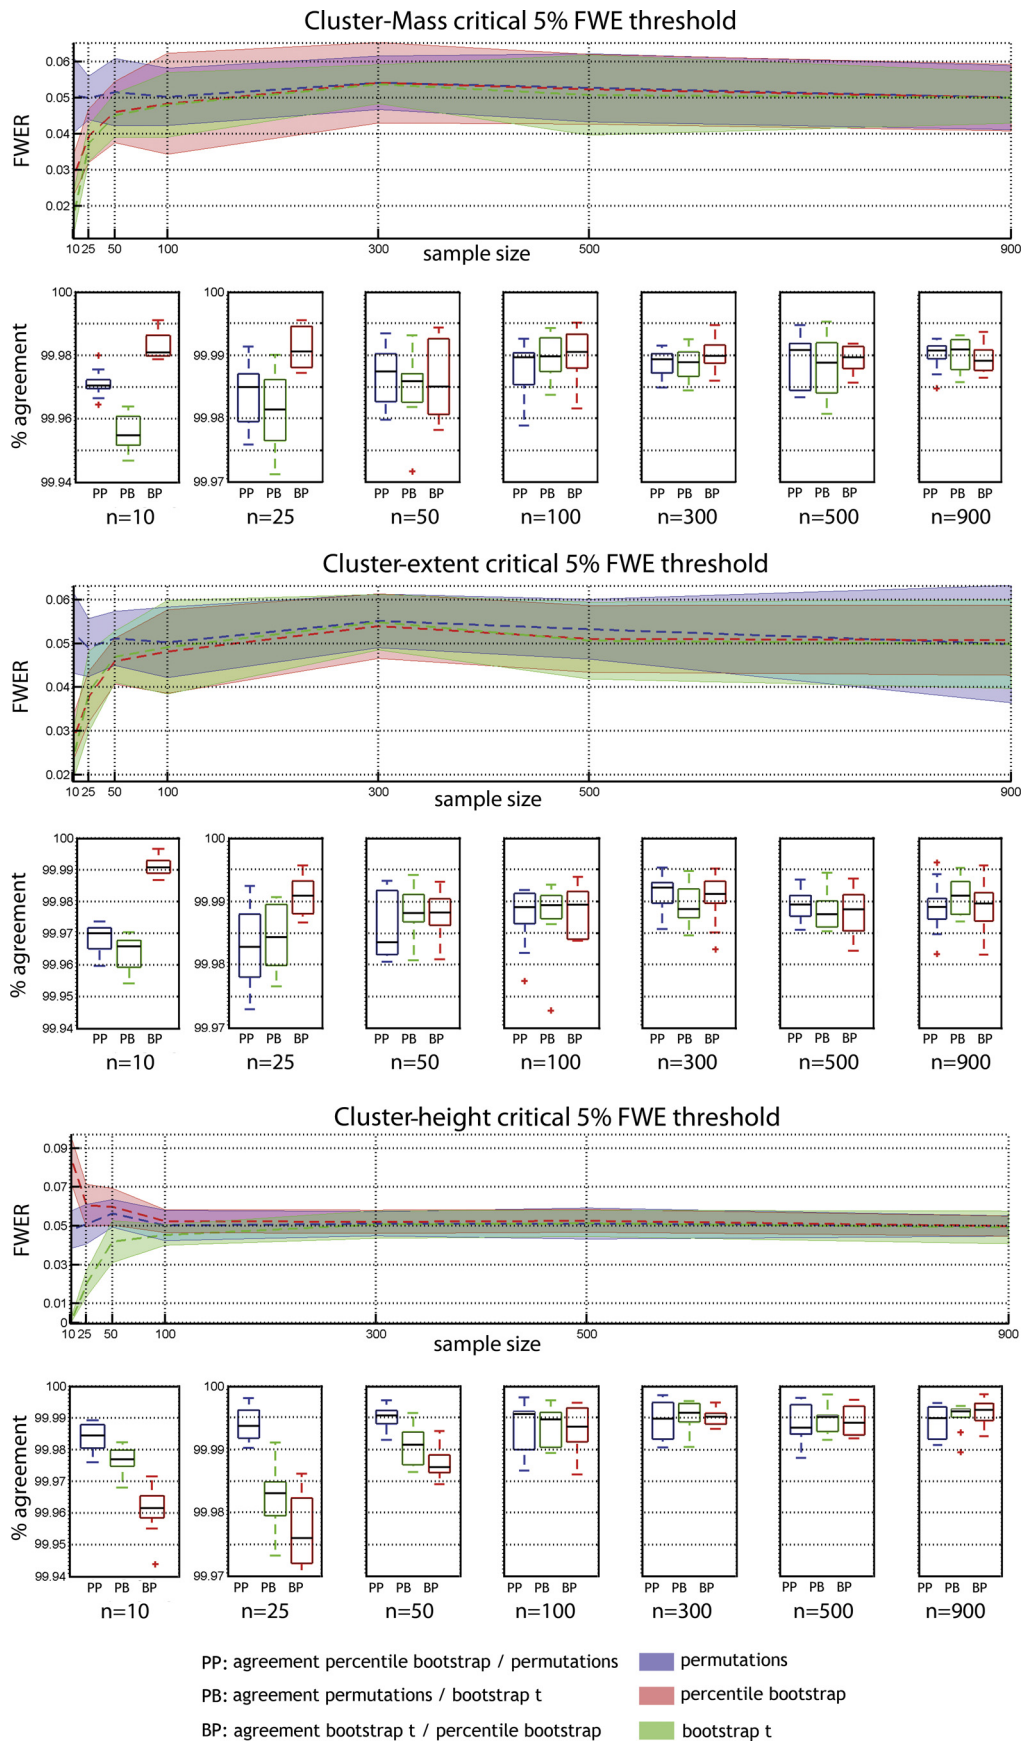 Cluster-Mass critical 5% FWE threshold
0.06
0.05
0.04
0.03
0.02
FWER
10 25 50 100 300 500 900
sample size
% agreement
100 99.98 99.96 99.94
100 99.99 99.98 99.97
PP PB BP PP PB BP PP PB BP PP PB BP PP PB BP PP PB BP PP PB BP
n=10 n=25 n=50 n=100 n=300 n=500 n=900
Cluster-extent critical 5% FWE threshold
0.06
0.05
0.04
0.03
0.02
FWER
10 25 50 100 300 500 900
sample size
% agreement
100 99.99 99.98 99.97 99.96 99.95 99.94
100 99.99 99.98 99.97
PP PB BP PP PB BP PP PB BP PP PB BP PP PB BP PP PB BP PP PB BP
n=10 n=25 n=50 n=100 n=300 n=500 n=900
Cluster-height critical 5% FWE threshold
0.09
0.07
0.05
0.03
0.01
0
FWER
10 25 50 100 300 500 900
sample size
% agreement
100 99.99 99.98 99.97 99.96 99.95 99.94
100 99.99 99.98 99.97
PP PB BP PP PB BP PP PB BP PP PB BP PP PB BP PP PB BP PP PB BP
n=10 n=25 n=50 n=100 n=300 n=500 n=900
PP: agreement percentile bootstrap / permutations permutations
PB: agreement permutations / bootstrap t percentile bootstrap
BP: agreement bootstrap t / percentile bootstrap bootstrap t